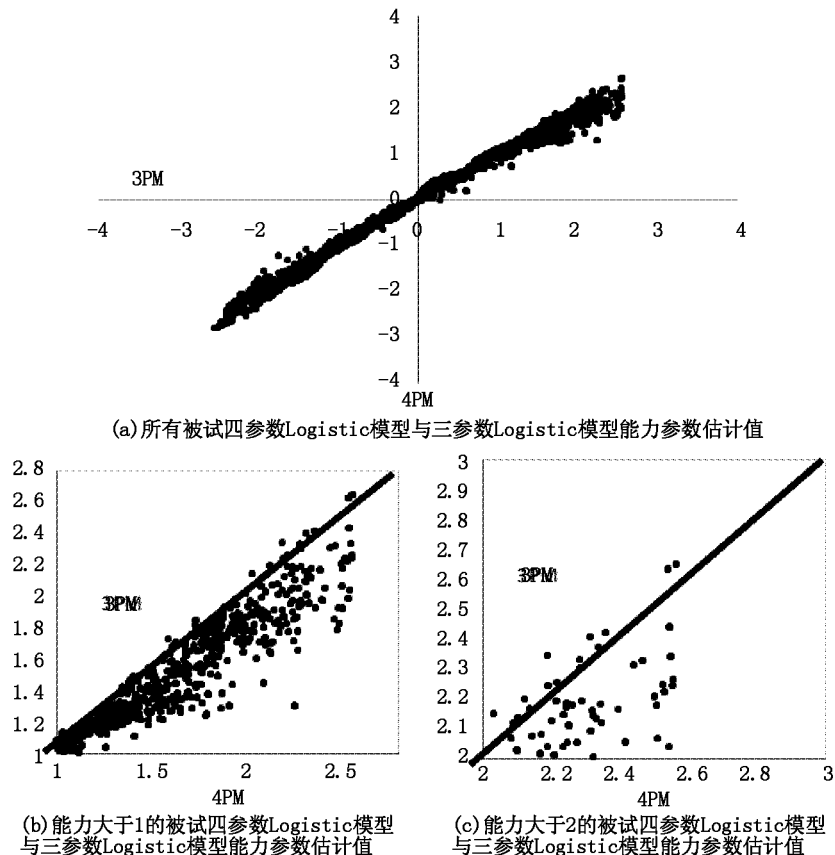 4
3
2
1
3PM
0
-4 -3 -2 -1 0 1 2 3 4
-1
-2
-3
-4
4PM
(a)所有被试四参数Logistic模型与三参数Logistic模型能力参数估计值
2.8
2.6
2.4
2.2
2
3PM
1.8
1.6
1.4
1.2
1
1 1.5 2 2.5
4PM
(b)能力大于1的被试四参数Logistic模型
与三参数Logistic模型能力参数估计值
3
2.9
2.8
2.7
2.6
3PM
2.5
2.4
2.3
2.2
2.1
2
2 2.2 2.4 2.6 2.8 3
4PM
(c)能力大于2的被试四参数Logistic模型
与三参数Logistic模型能力参数估计值